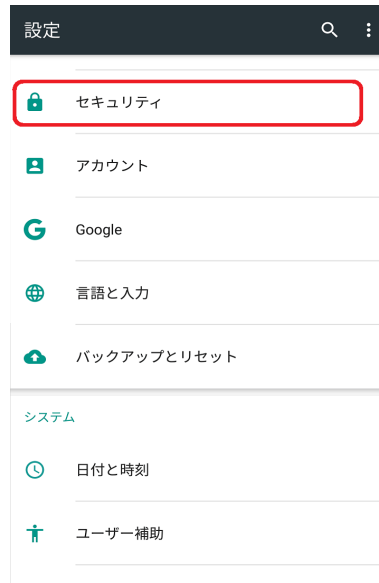 設定
セキュリティ
アカウント
Google
言語と入力
バックアップとリセット
システム
日付と時刻
ユーザー補助